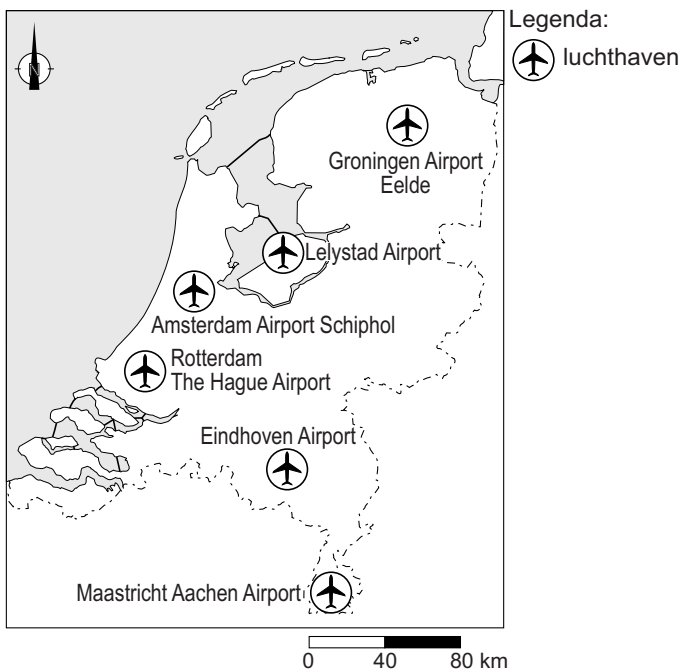 Legenda:
luchthaven
N
Groningen Airport
Eelde
Lelystad Airport
Amsterdam Airport Schiphol
Rotterdam
The Hague Airport
Eindhoven Airport
Maastricht Aachen Airport
0 40 80 km